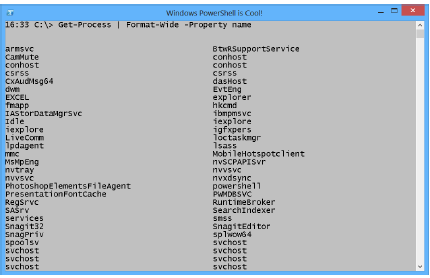 Windows PowerShell is Cool!
16:33 C:\> Get-Process | Format-Wide -Property name
armsvc BtwRSupportService
CamMute conhost
conhost conhost
csrss csrss
CxAudMsg64 dasHost
dwm EvtEng
EXCEL explorer
fmapp hkcmd
IAStorDataMgrSvc ibmpmsvc
Idle iexplore
iexplore igfxpers
LiveComm loctaskmgr
lpdagent lsass
mmc MobileHotspotclient
MsMpEng nvSCPAPISvr
nvtray nvvsvc
nvvsvc nvxdsync
PhotoshopElementsFileAgent powershell
PresentationFontCache PWMDBSVC
RegSrvc RuntimeBroker
SASrv SearchIndexer
services smss
Snagit32 SnagitEditor
SnagPriv splwow64
spoolsv svchost
svchost svchost
svchost svchost
svchost svchost